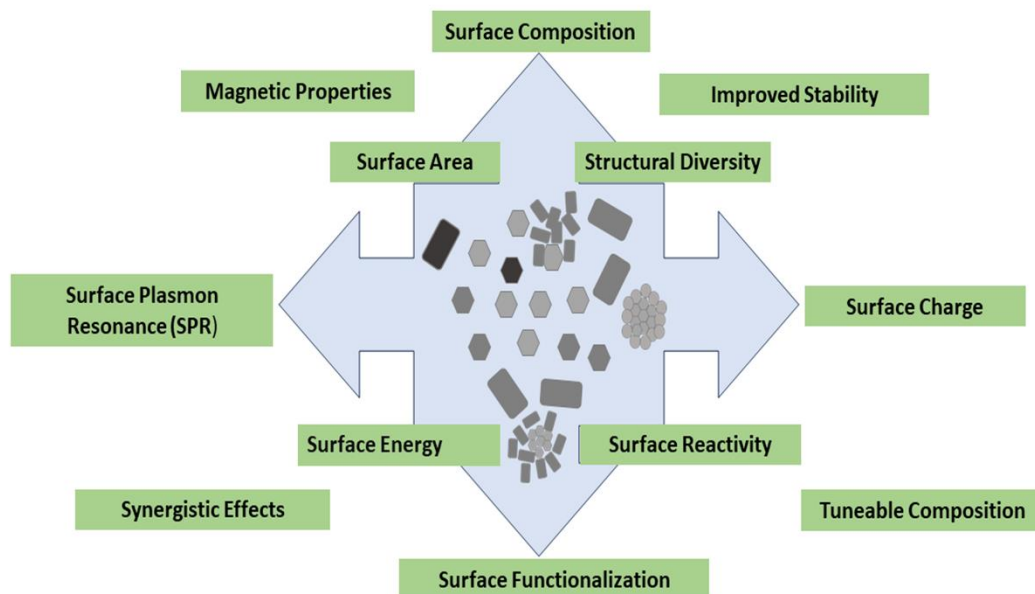 Surface Composition
Magnetic Properties
Improved Stability
Surface Area
Structural Diversity
Surface Plasmon
Resonance (SPR)
Surface Charge
Surface Energy
Surface Reactivity
Synergistic Effects
Tuneable Composition
Surface Functionalization